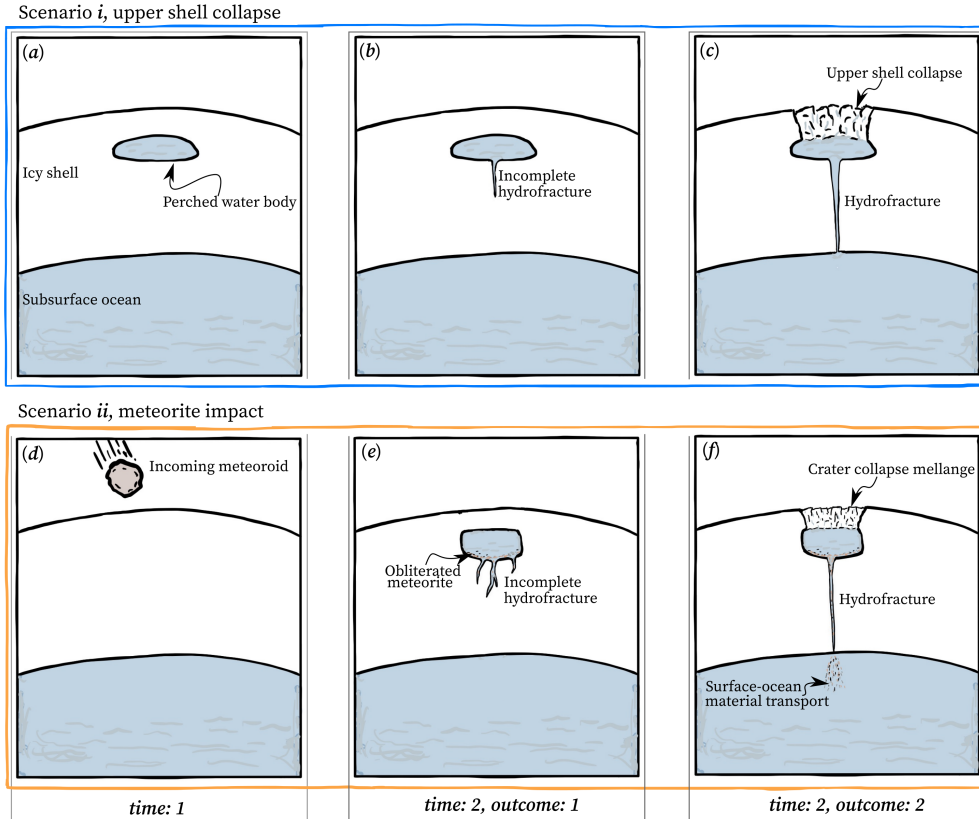 Scenario i, upper shell collapse
(a)
Icy shell
Perched water body
Subsurface ocean
(b)
Incomplete
hydrofracture
(c)
Upper shell collapse
Hydrofracture
Scenario ii, meteorite impact
(d)
Incoming meteoroid
(e)
Obliterated
meteorite
Incomplete
hydrofracture
(f)
Crater collapse mellange
Hydrofracture
Surface-ocean
material transport
time: 1
time: 2, outcome: 1
time: 2, outcome: 2